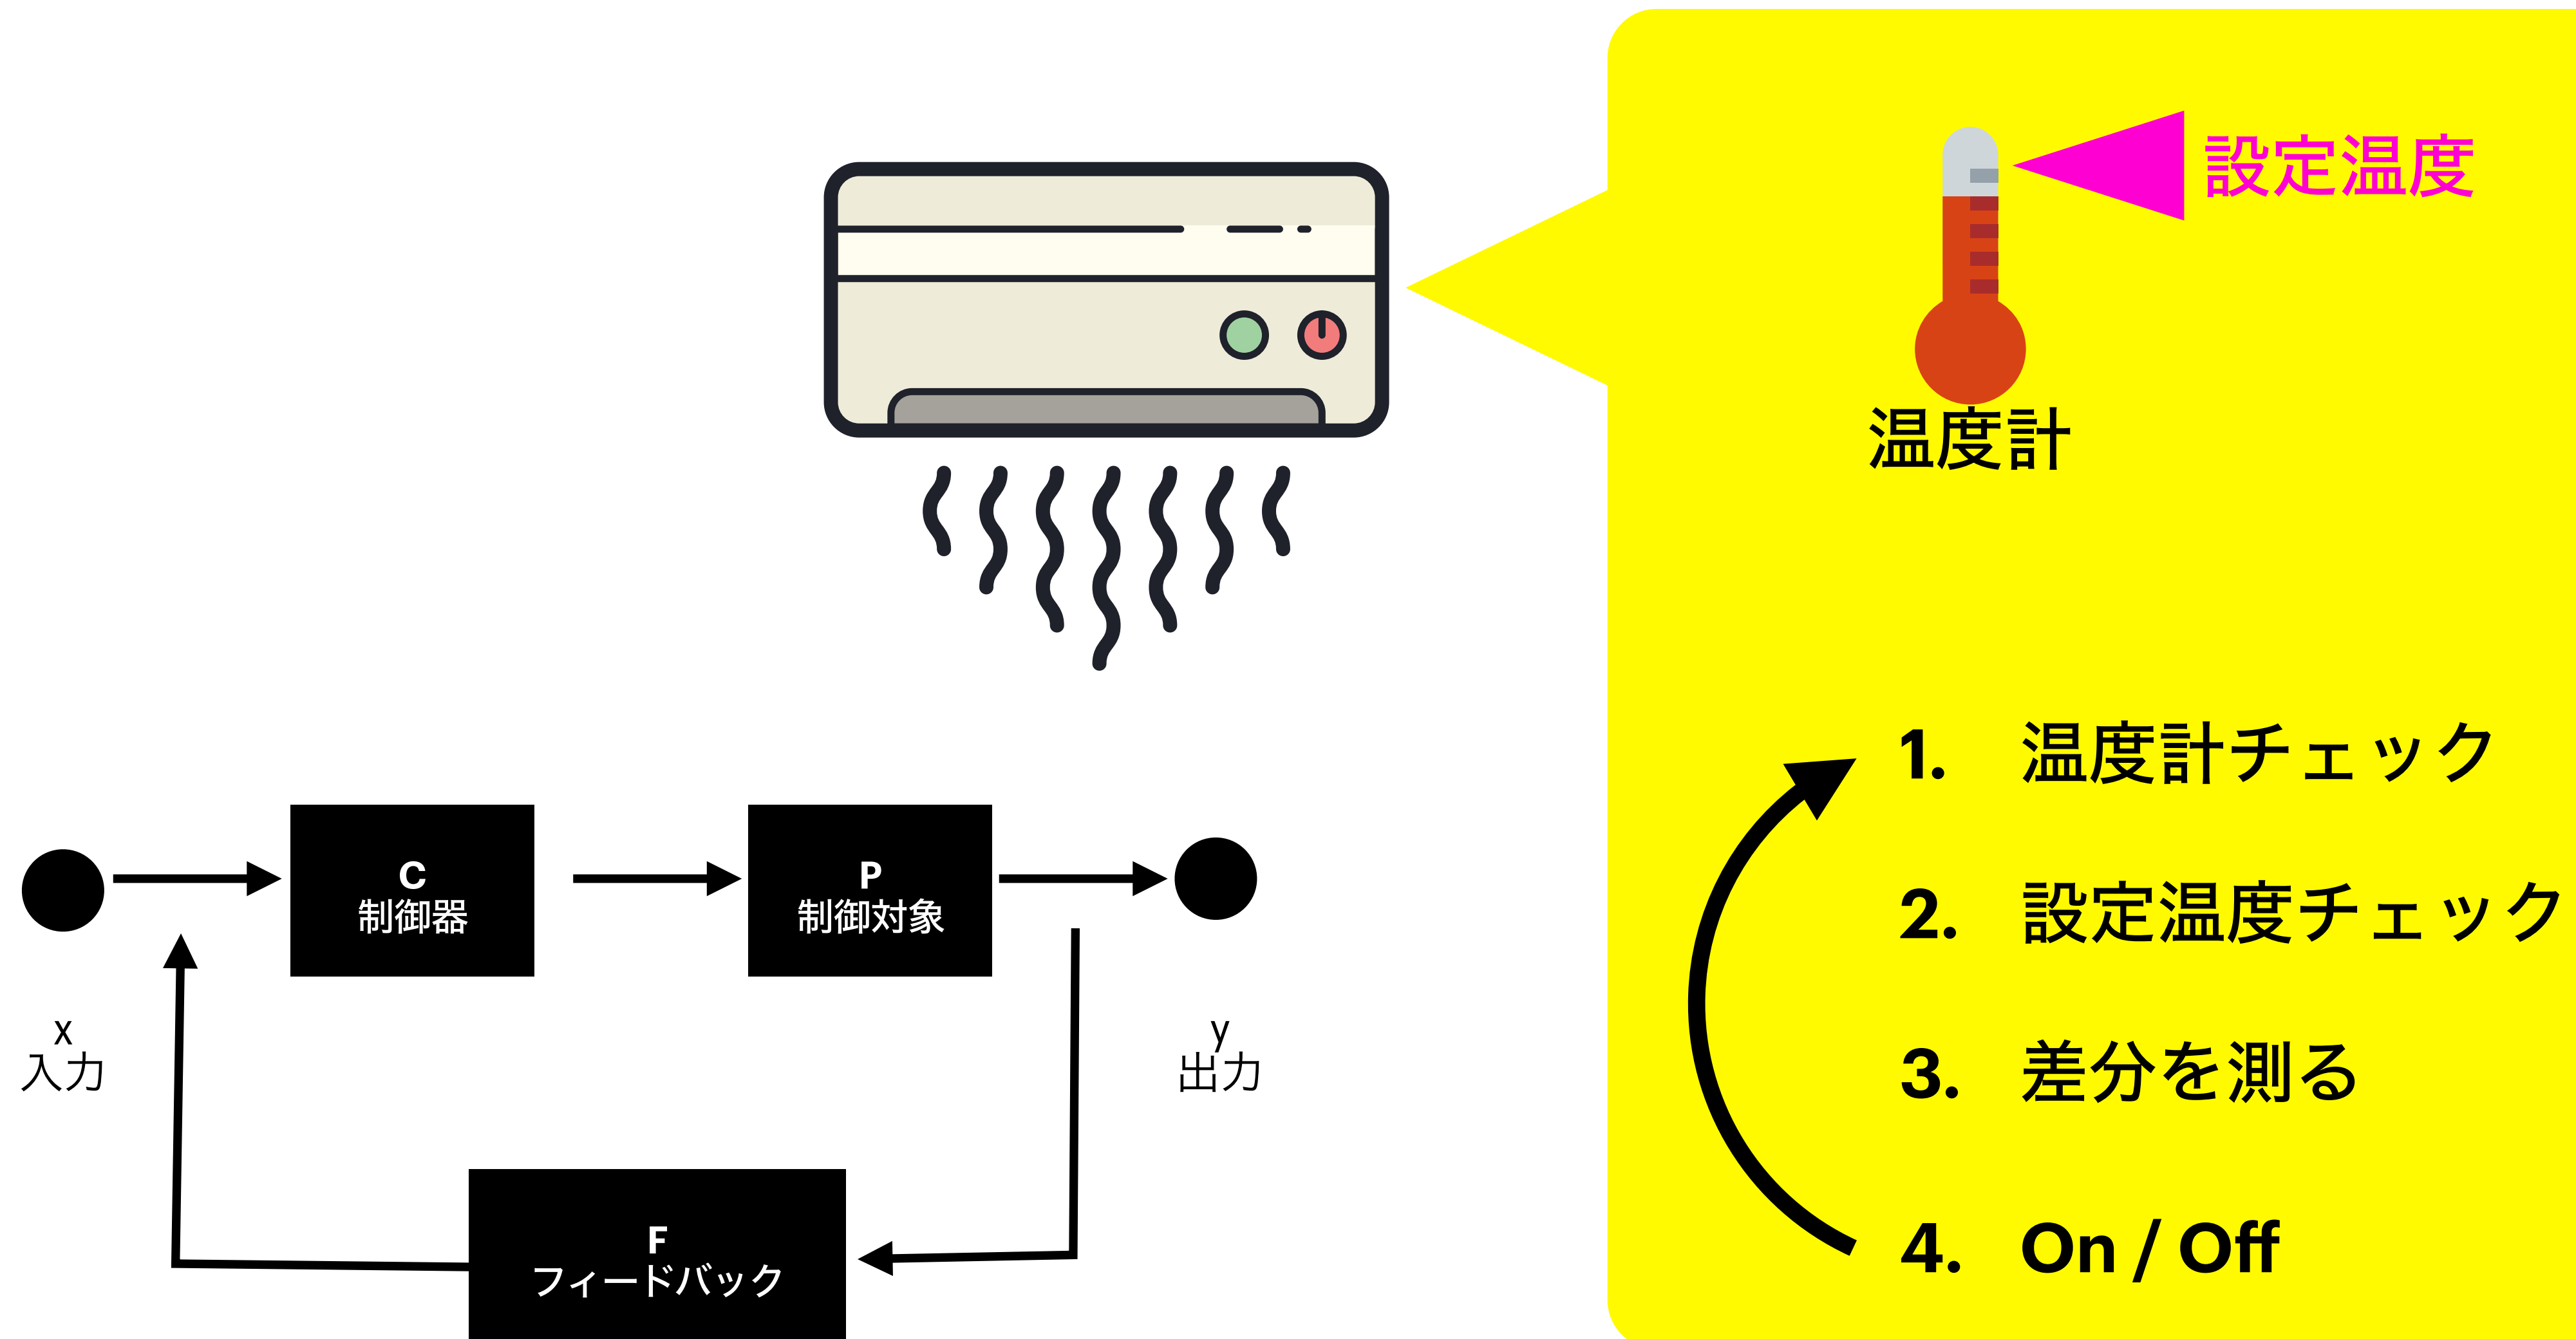 設定温度
温度計
1. 温度計チェック
2. 設定温度チェック
3. 差分を測る
4. On / Off
C
制御器
P
制御対象
x
入力
y
出力
F
フィードバック